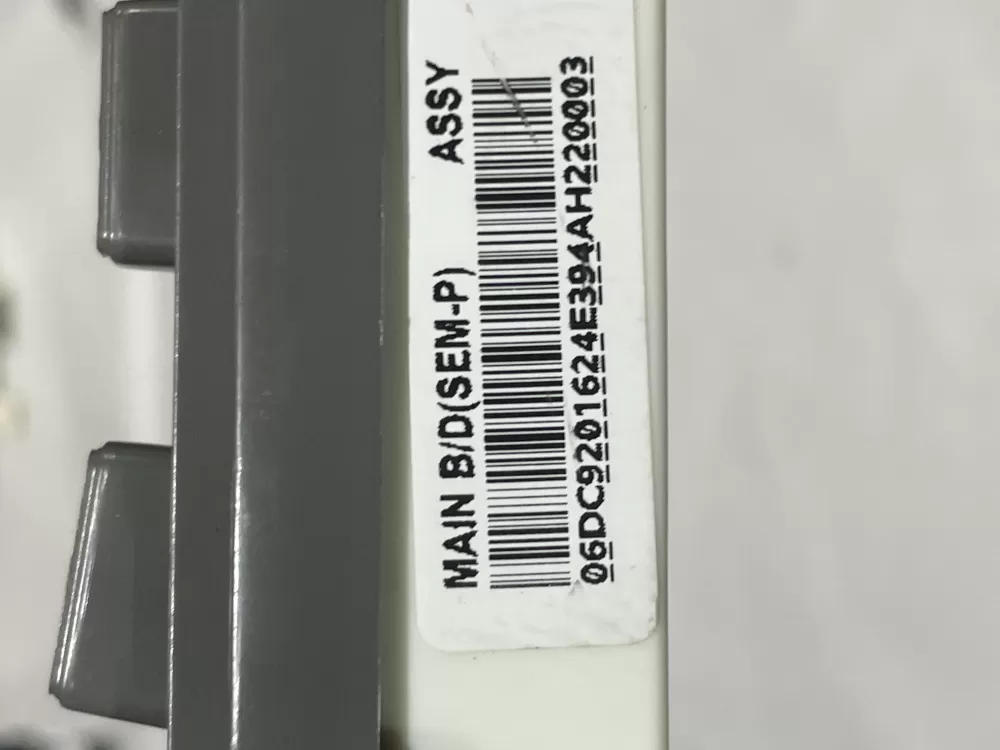 MAIN B/D(SEM-P) ASSY
06DC9201624E394AH220003